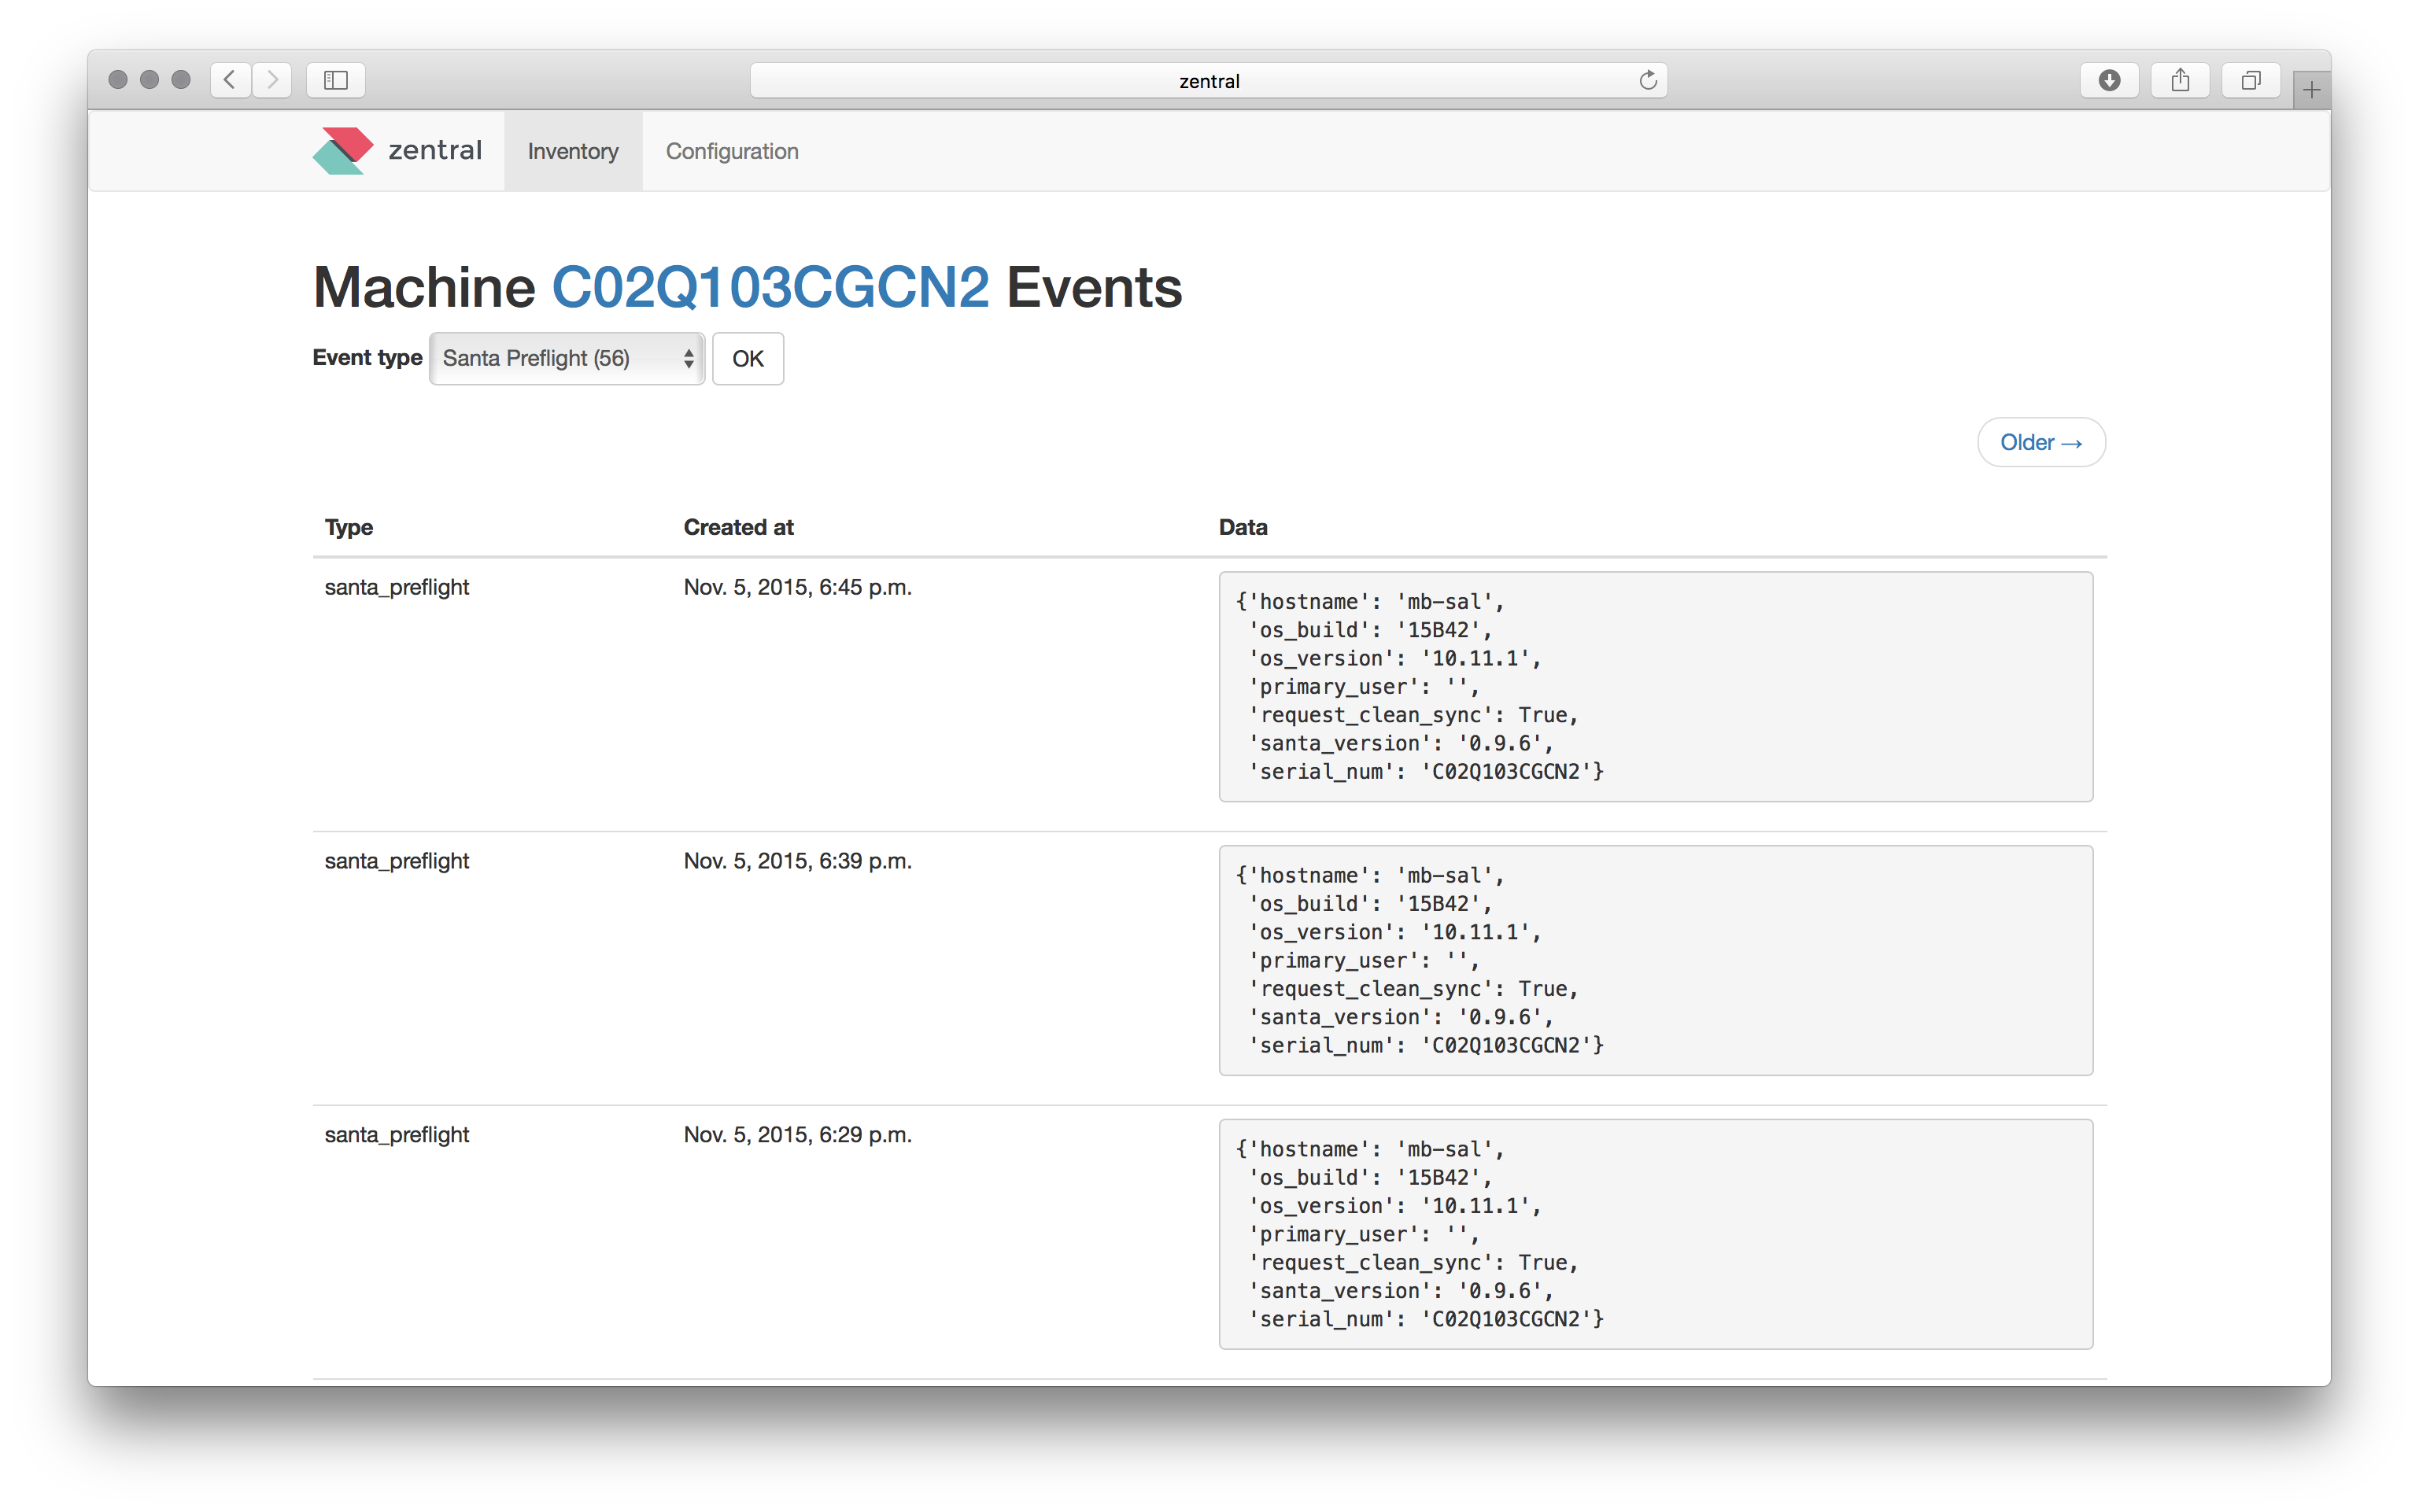 zentral
zentral Inventory Configuration
Machine C02Q103CGCN2 Events
Event type Santa Preflight (56) OK
Older →
Type Created at Data
santa_preflight Nov. 5, 2015, 6:45 p.m. {'hostname': 'mb-sal',
'os_build': '15B42',
'os_version': '10.11.1',
'primary_user': '',
'request_clean_sync': True,
'santa_version': '0.9.6',
'serial_num': 'C02Q103CGCN2'}
santa_preflight Nov. 5, 2015, 6:39 p.m. {'hostname': 'mb-sal',
'os_build': '15B42',
'os_version': '10.11.1',
'primary_user': '',
'request_clean_sync': True,
'santa_version': '0.9.6',
'serial_num': 'C02Q103CGCN2'}
santa_preflight Nov. 5, 2015, 6:29 p.m. {'hostname': 'mb-sal',
'os_build': '15B42',
'os_version': '10.11.1',
'primary_user': '',
'request_clean_sync': True,
'santa_version': '0.9.6',
'serial_num': 'C02Q103CGCN2'}